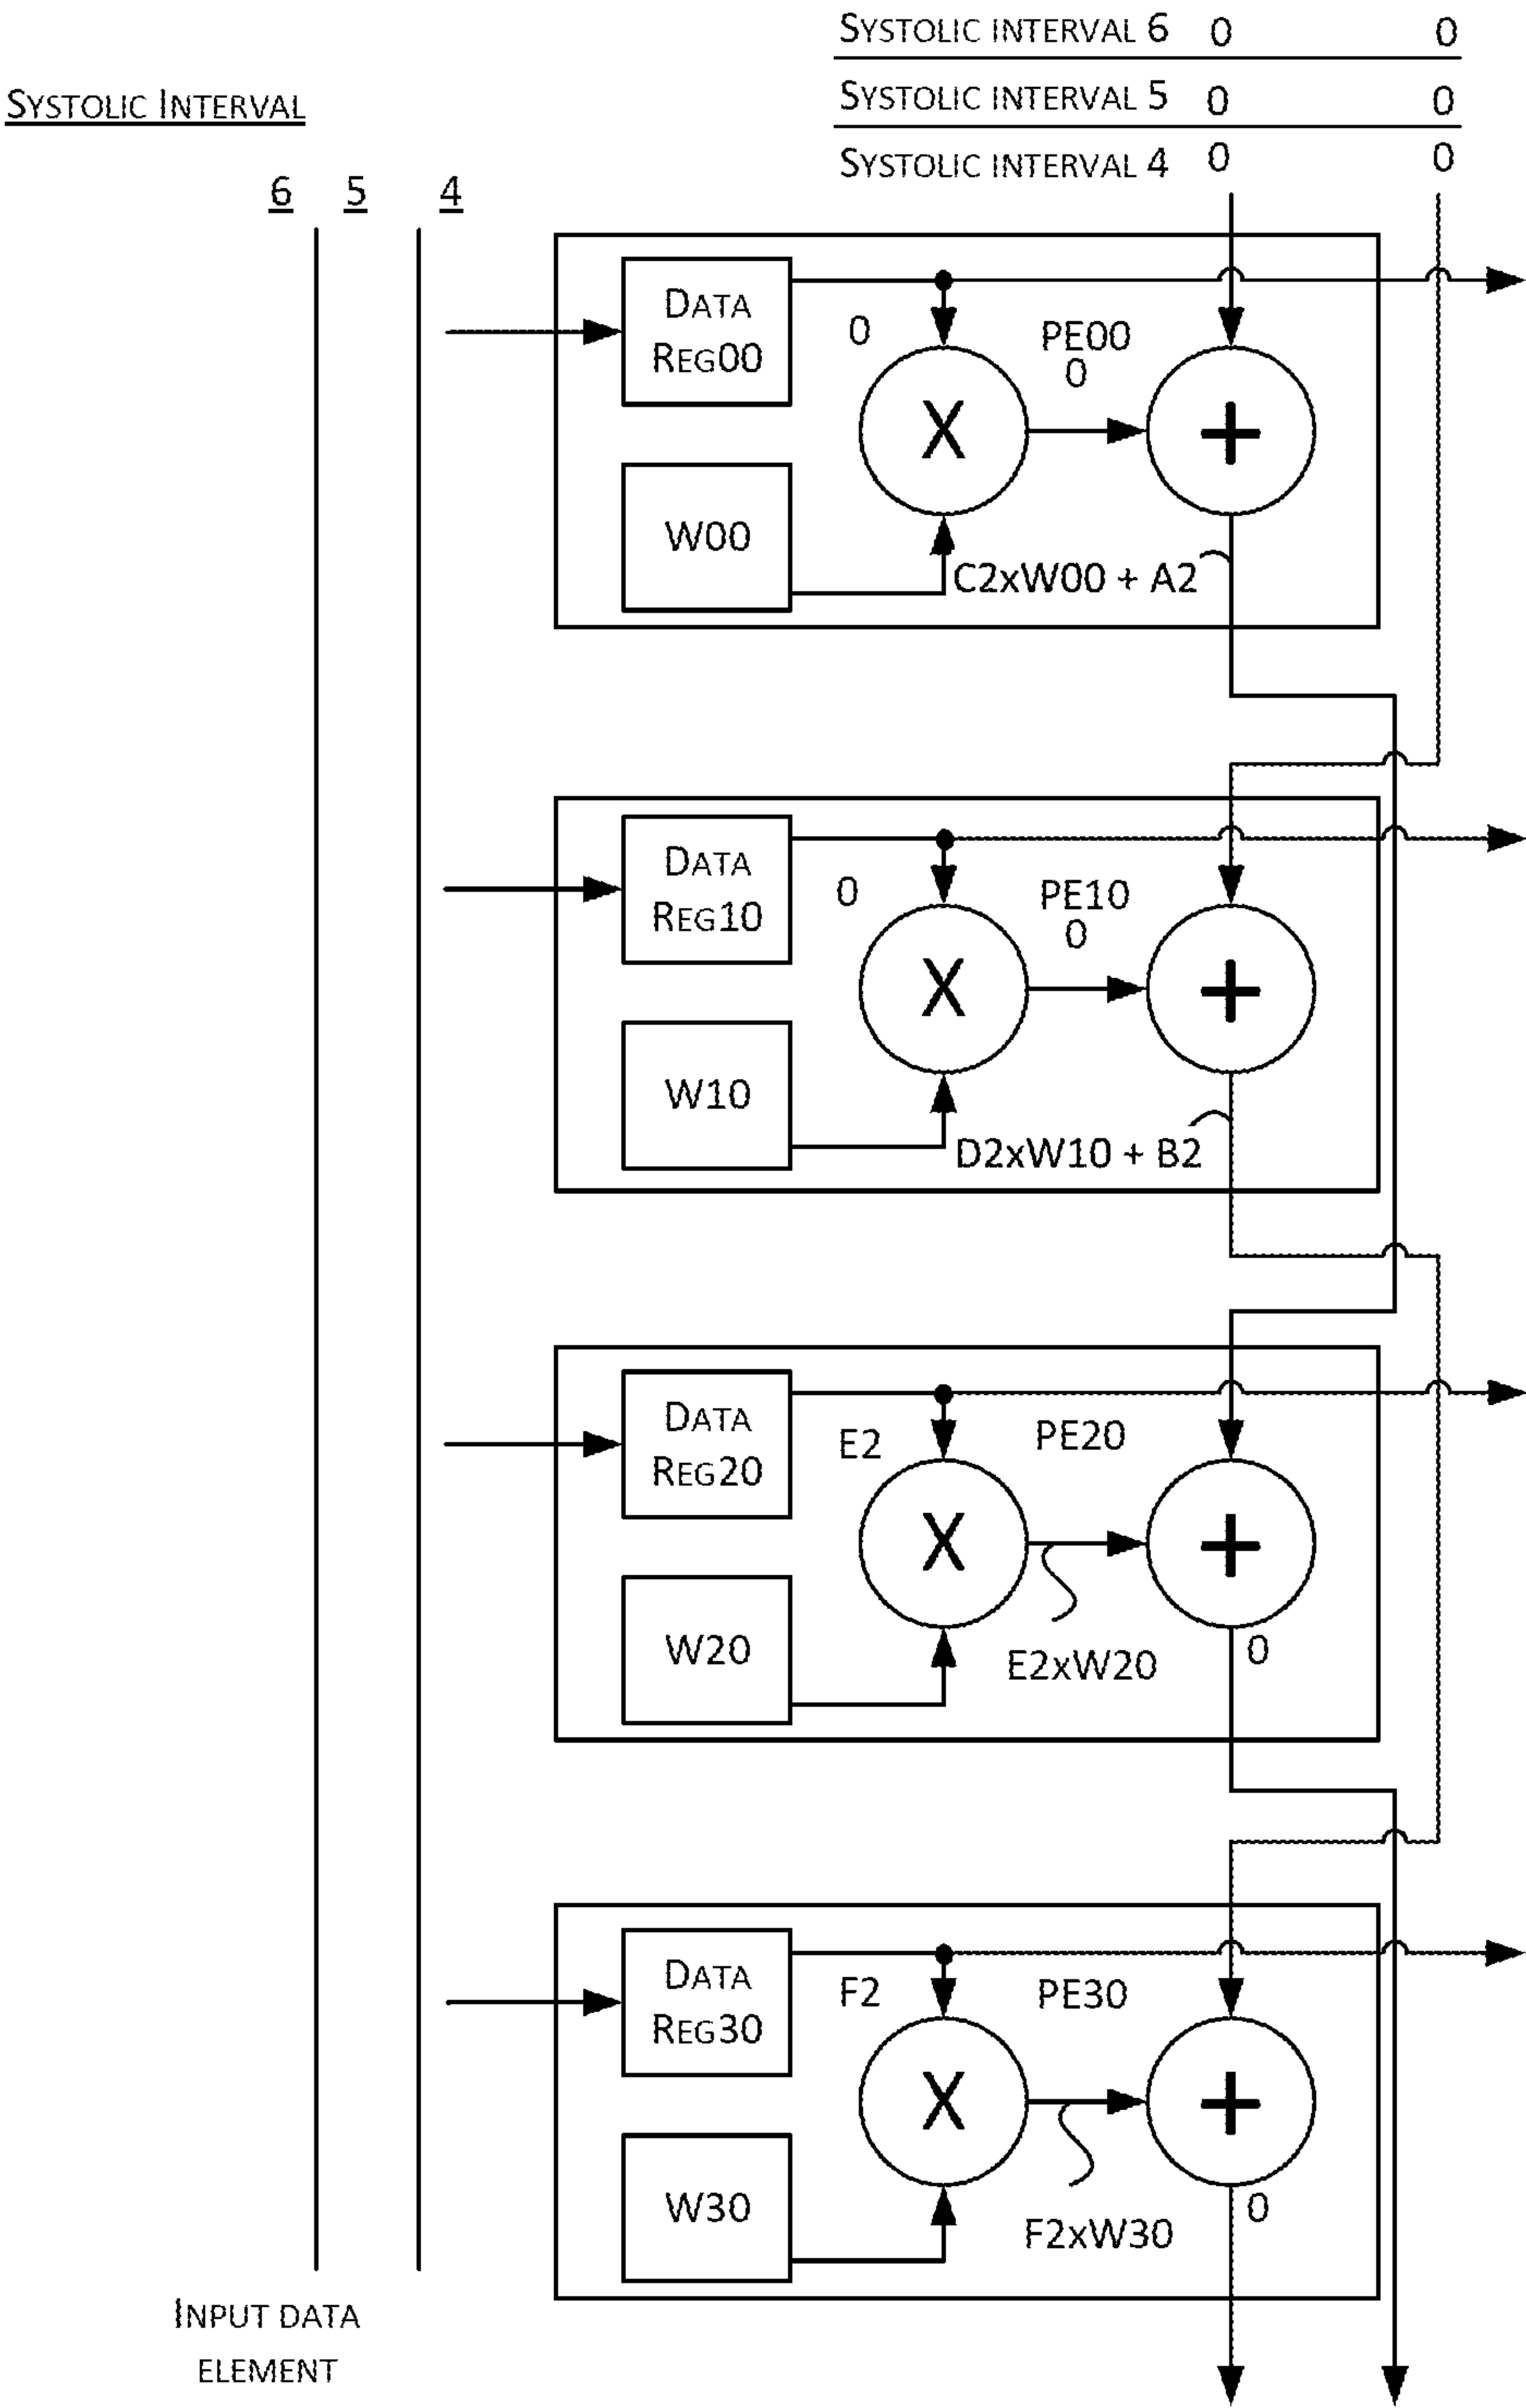 SYSTOLIC INTERVAL 6 0 0
SYSTOLIC INTERVAL 5 0 0
SYSTOLIC INTERVAL 4 0 0
SYSTOLIC INTERVAL
6 5 4
DATA
REG00
0
PE00
0
X
+
W00
C2xW00 + A2
DATA
REG10
0
PE10
0
X
+
W10
D2xW10 + B2
DATA
REG20
E2
PE20
X
+
W20
E2xW20
0
DATA
REG30
F2
PE30
X
+
W30
F2xW30
0
INPUT DATA
ELEMENT